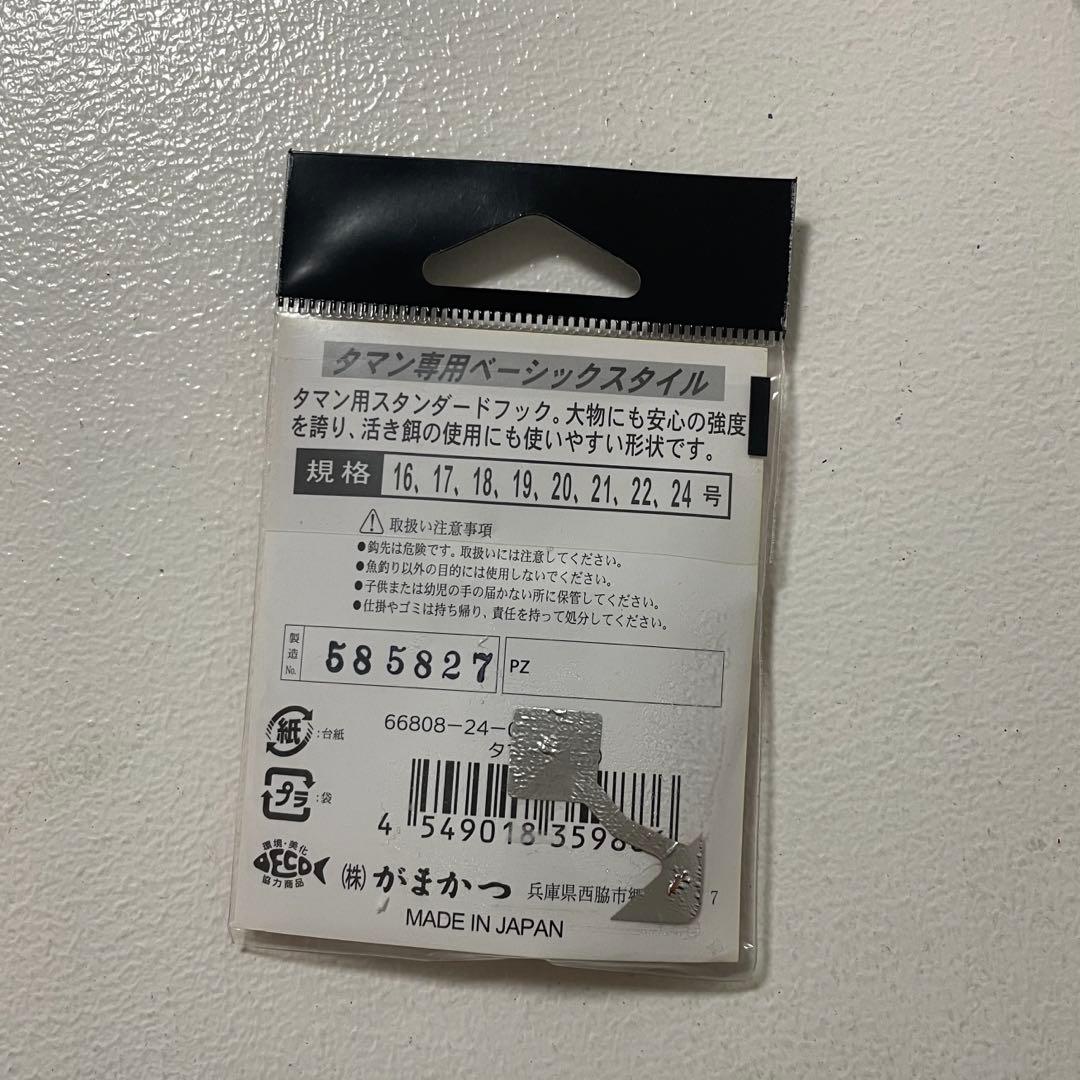 タマン専用ベーシックスタイル
タマン用スタンダードフック。大物にも安心の強度
を誇り、活き餌の使用にも使いやすい形状です。
規格 16、17、18、19、20、21、22、24 号
取扱い注意事項
●鈎先は危険です。取扱いには注意してください。
●魚釣り以外の目的には使用しないでください。
●子供または幼児の手の届かない所に保管してください。
●仕掛やゴミは持ち帰り、責任を持って処分してください。
製造No. 585827 PZ
66808-24-
タ
紙 :台紙
プラ :袋
4 549018 3598
環境・美化
ECO
協力商品
(株)がまかつ 兵庫県西脇市郷 7
MADE IN JAPAN